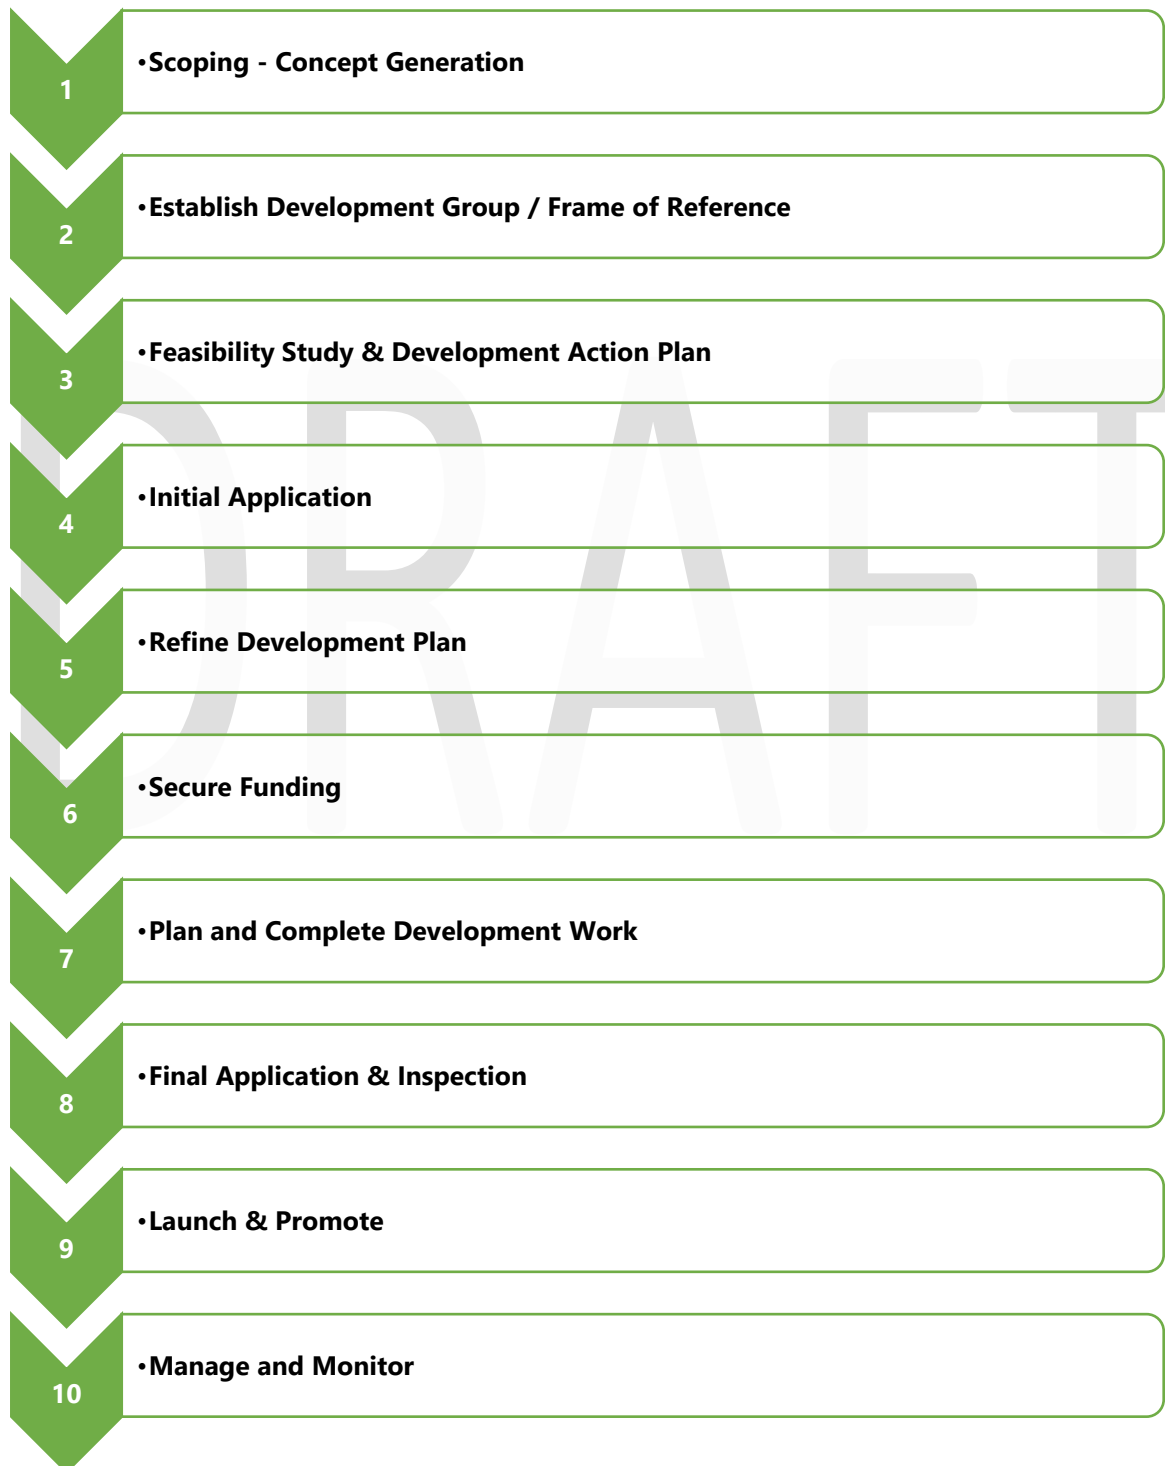 1
•Scoping - Concept Generation
2
•Establish Development Group / Frame of Reference
3
•Feasibility Study & Development Action Plan
4
•Initial Application
5
•Refine Development Plan
6
•Secure Funding
7
•Plan and Complete Development Work
8
•Final Application & Inspection
9
•Launch & Promote
10
•Manage and Monitor
DRAFT